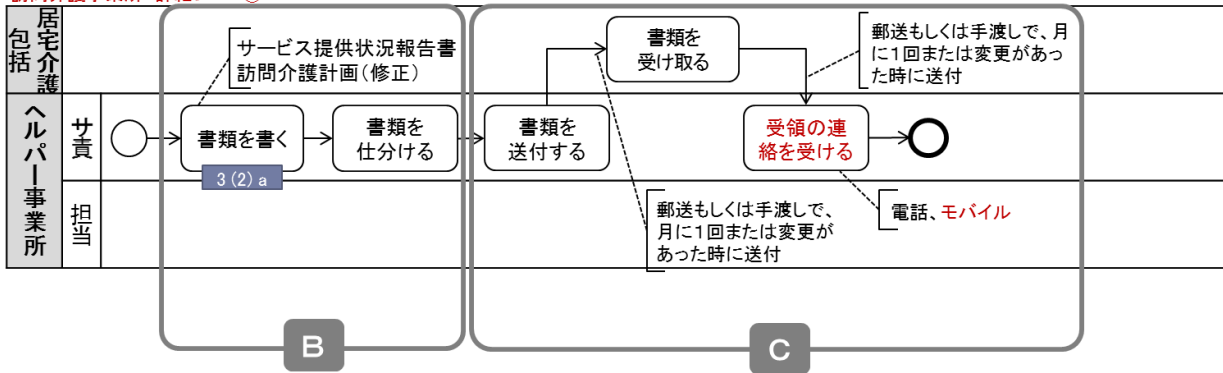 居宅介護
包括
サービス提供状況報告書
訪問介護計画(修正)
書類を
受け取る
郵送もしくは手渡しで、月
に1回または変更があっ
た時に送付
ヘルパー事業所
サ責
書類を書く
3(2)a
書類を
仕分ける
書類を
送付する
受領の連
絡を受ける
担当
郵送もしくは手渡しで、
月に1回または変更が
あった時に送付
電話、モバイル
B
C